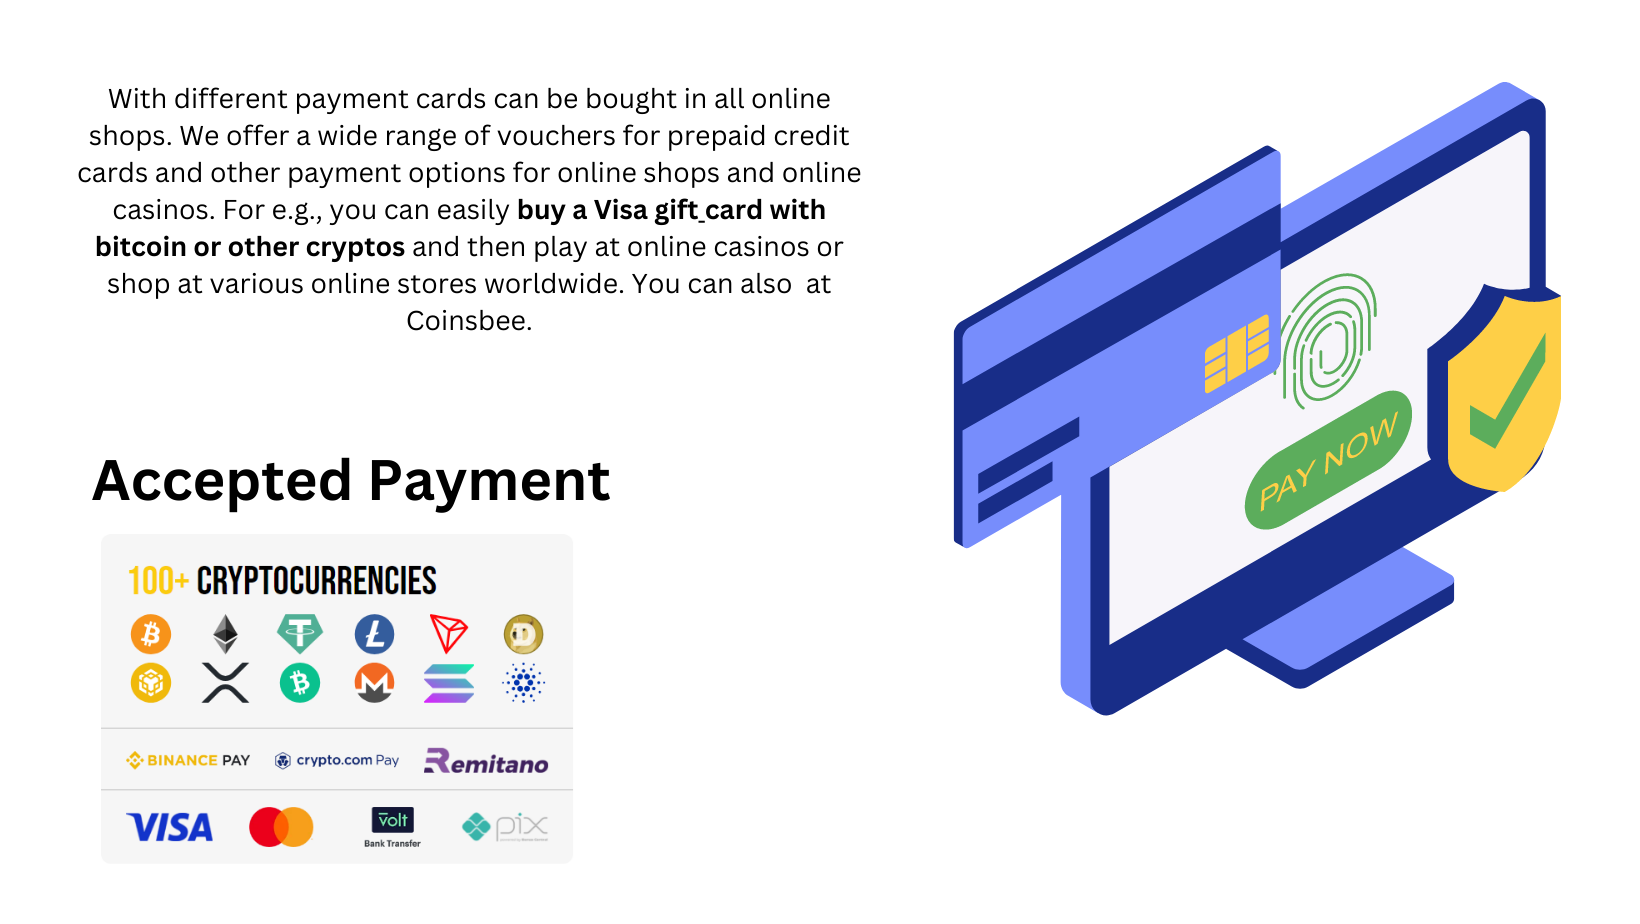 With different payment cards can be bought in all online
shops. We offer a wide range of vouchers for prepaid credit
cards and other payment options for online shops and online
casinos. For e.g., you can easily buy a Visa gift card with
bitcoin or other cryptos and then play at online casinos or
shop at various online stores worldwide. You can also  at
Coinsbee.
PAY NOW
Accepted Payment
100+ CRYPTOCURRENCIES
BINANCE PAY
crypto.com Pay
Remitano
VISA
volt
Bank Transfer
pix